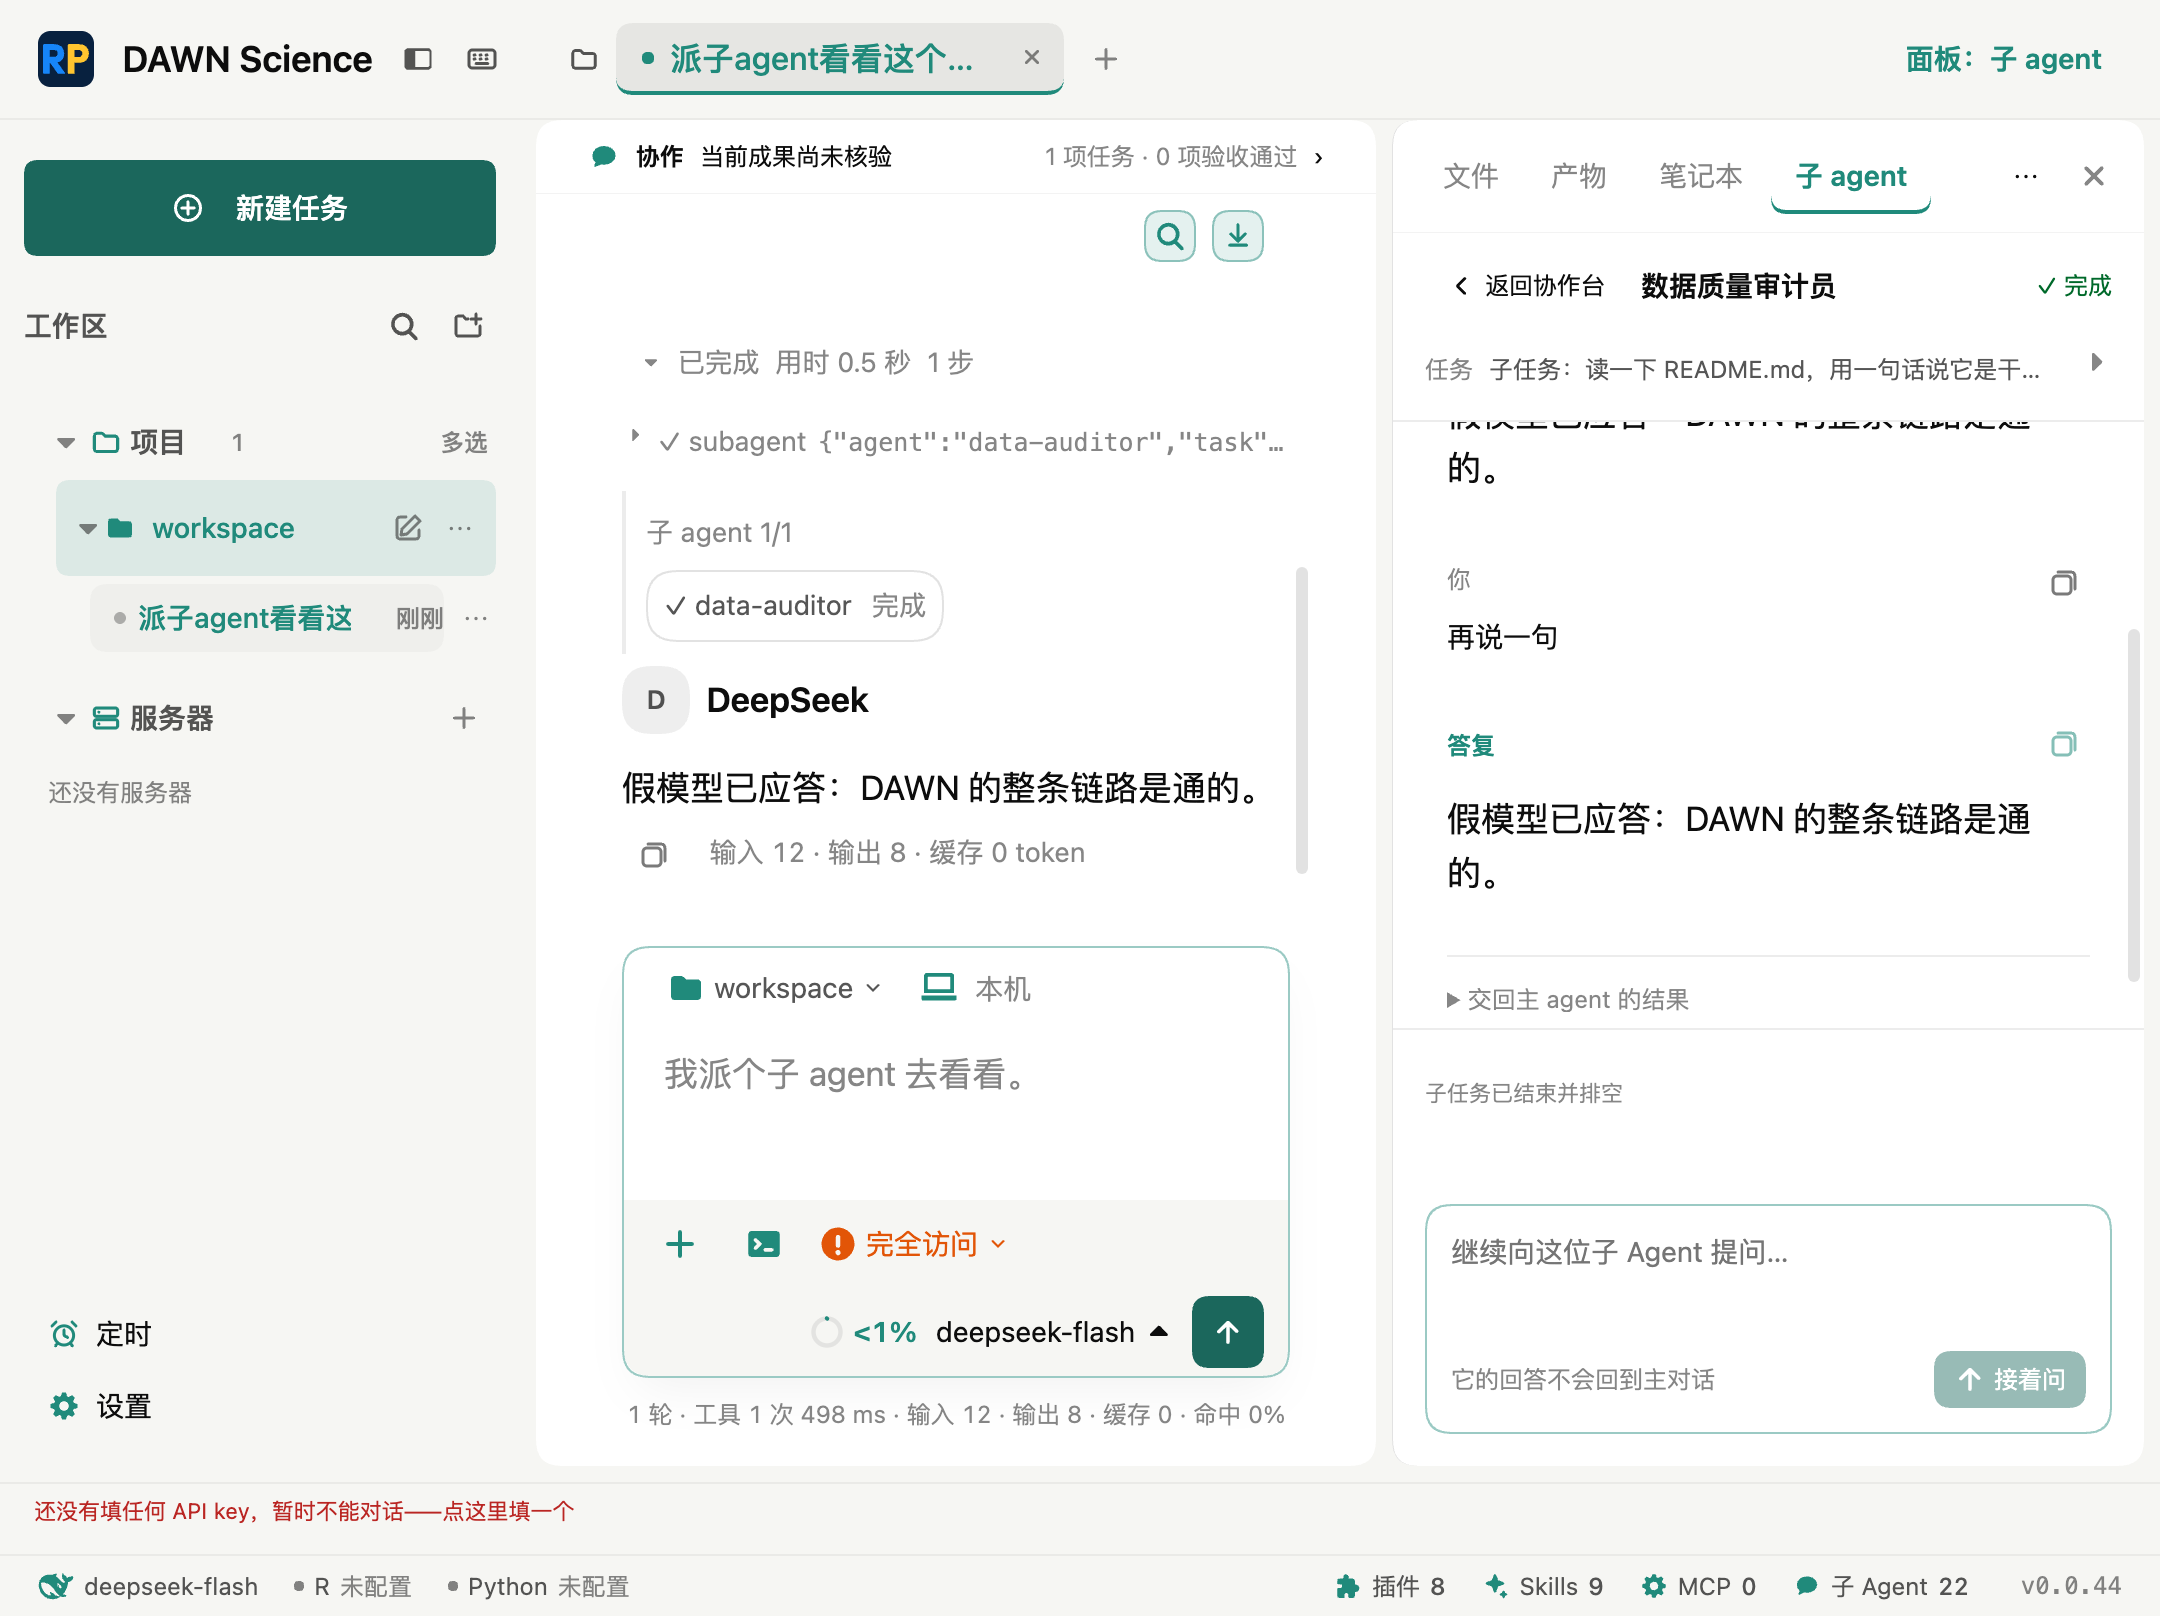 RP DAWN Science
派子agent看看这个...
面板：子 agent
新建任务
工作区
项目 1 多选
workspace
派子agent看看这 刚刚
服务器
还没有服务器
定时
设置
协作 当前成果尚未核验 1 项任务 · 0 项验收通过
已完成 用时 0.5 秒 1 步
subagent {"agent":"data-auditor","task"…
子 agent 1/1
data-auditor 完成
D DeepSeek
假模型已应答：DAWN 的整条链路是通的。
输入 12 · 输出 8 · 缓存 0 token
workspace 本机
我派个子 agent 去看看。
完全访问
<1% deepseek-flash
1 轮 · 工具 1 次 498 ms · 输入 12 · 输出 8 · 缓存 0 · 命中 0%
文件 产物 笔记本 子 agent
返回协作台 数据质量审计员 完成
任务 子任务：读一下 README.md，用一句话说它是干...
假模型已应答：DAWN 的整条链路是通
的。
你
再说一句
答复
假模型已应答：DAWN 的整条链路是通
的。
交回主 agent 的结果
子任务已结束并排空
继续向这位子 Agent 提问...
它的回答不会回到主对话 接着问
还没有填任何 API key，暂时不能对话——点这里填一个
deepseek-flash R 未配置 Python 未配置
插件 8 Skills 9 MCP 0 子 Agent 22 v0.0.44